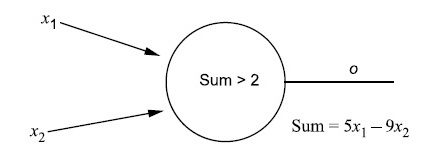 x₁
Sum > 2
o
x₂
Sum = 5x₁ – 9x₂